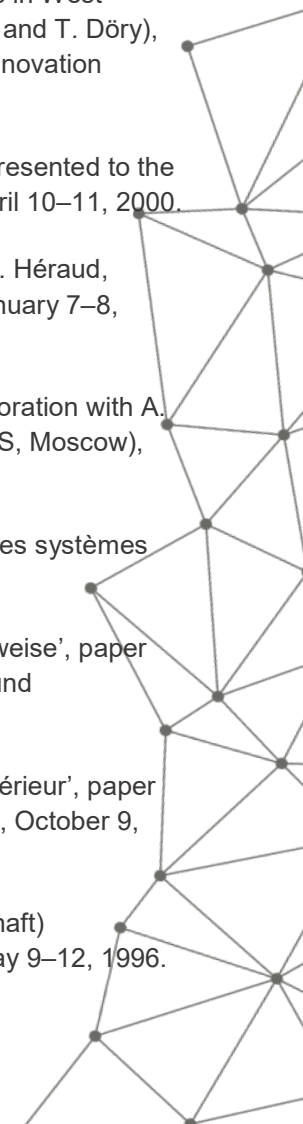 s in West
and T. Döry),
novation
resented to the
ril 10–11, 2000.
. Héraud,
nuary 7–8,
oration with A.
S, Moscow),
es systèmes
weise’, paper
und
érieur’, paper
, October 9,
haft)
ay 9–12, 1996.